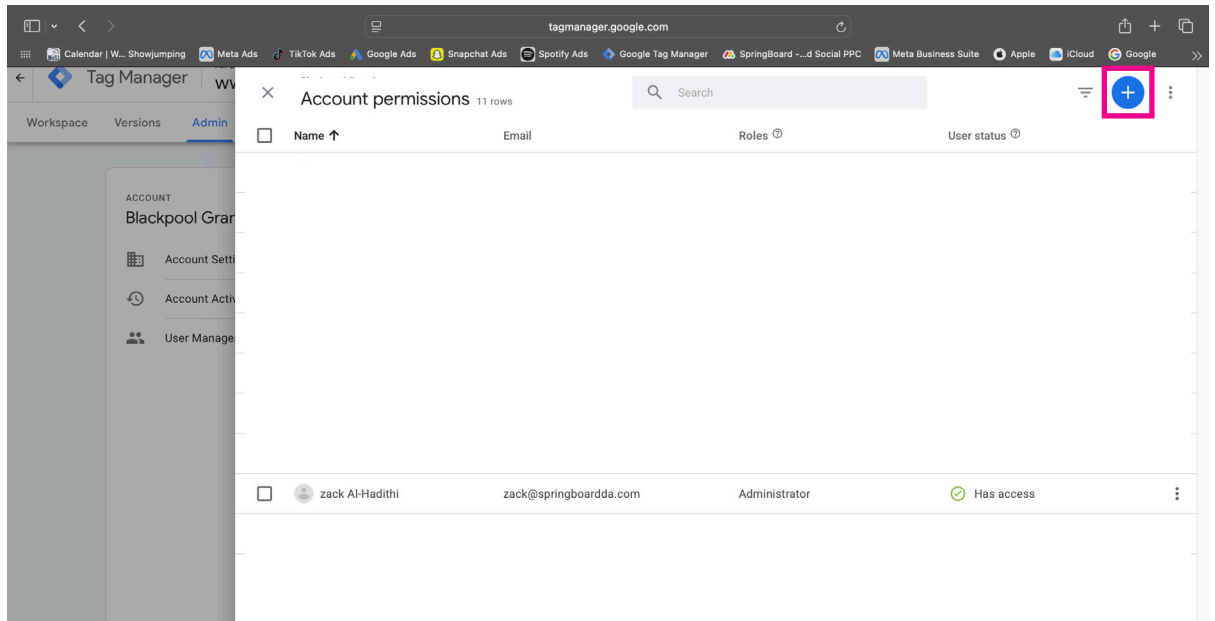 tagmanager.google.com
Calendar | W... Showjumping Meta Ads TikTok Ads Google Ads Snapchat Ads Spotify Ads Google Tag Manager SpringBoard -...d Social PPC Meta Business Suite Apple iCloud Google
Tag Manager
Account permissions 11 rows
Search
Workspace Versions Admin
Name Email Roles User status
ACCOUNT
Blackpool Gran
Account Setti
Account Activ
User Manage
zack Al-Hadithi zack@springboardda.com Administrator Has access